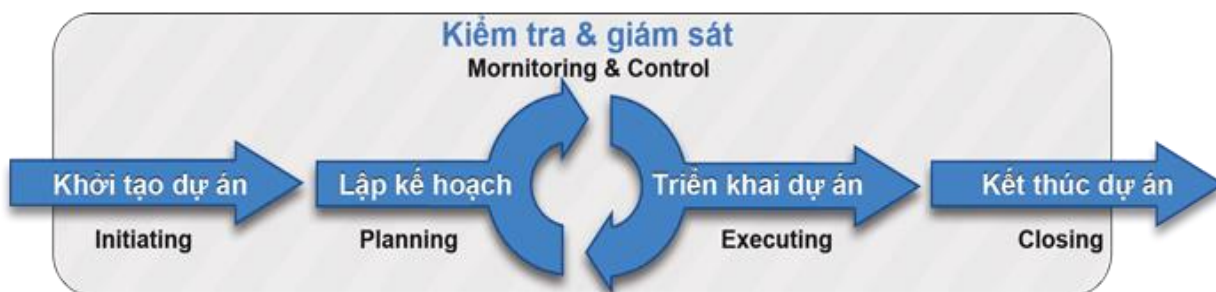 Kiểm tra & giám sát
Mornitoring & Control
Khởi tạo dự án
Lập kế hoạch
Triển khai dự án
Kết thúc dự án
Initiating
Planning
Executing
Closing